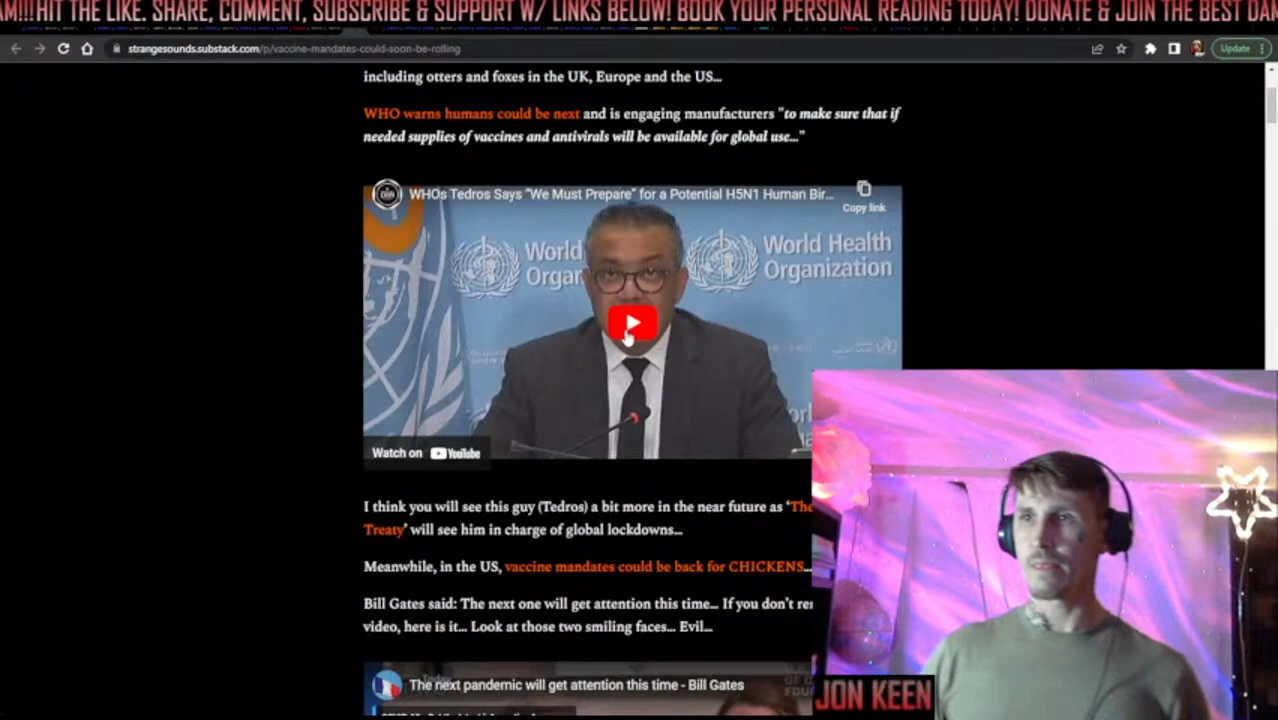 AM!!!HIT THE LIKE. SHARE, COMMENT, SUBSCRIBE & SUPPORT W/ LINKS BELOW! BOOK YOUR PERSONAL READING TODAY! DONATE & JOIN THE BEST DAM
strangesounds.substack.com/p/vaccine-mandates-could-soon-be-rolling
Update
including otters and foxes in the UK, Europe and the US...
WHO warns humans could be next and is engaging manufacturers "to make sure that if
needed supplies of vaccines and antivirals will be available for global use..."
WHOs Tedros Says "We Must Prepare" for a Potential H5N1 Human Bir...
Copy link
World
Organ
World Health
Organization
Watch on YouTube
I think you will see this guy (Tedros) a bit more in the near future as 'The
Treaty' will see him in charge of global lockdowns...
Meanwhile, in the US, vaccine mandates could be back for CHICKENS...
Bill Gates said: The next one will get attention this time... If you don't re
video, here is it... Look at those two smiling faces... Evil...
The next pandemic will get attention this time - Bill Gates
JON KEEN